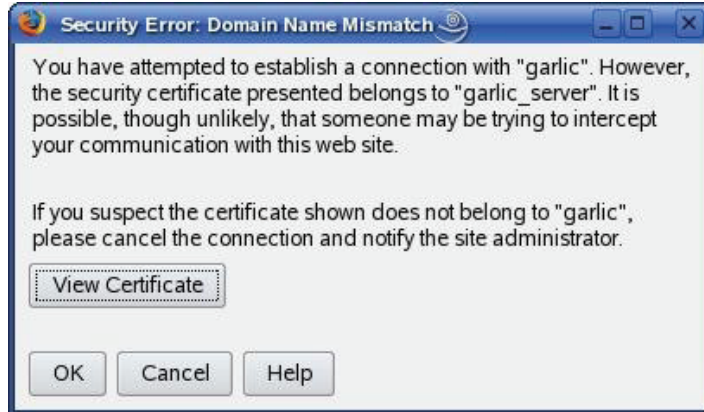 Security Error: Domain Name Mismatch
You have attempted to establish a connection with "garlic". However,
the security certificate presented belongs to "garlic_server". It is
possible, though unlikely, that someone may be trying to intercept
your communication with this web site.
If you suspect the certificate shown does not belong to "garlic",
please cancel the connection and notify the site administrator.
View Certificate
OK Cancel Help